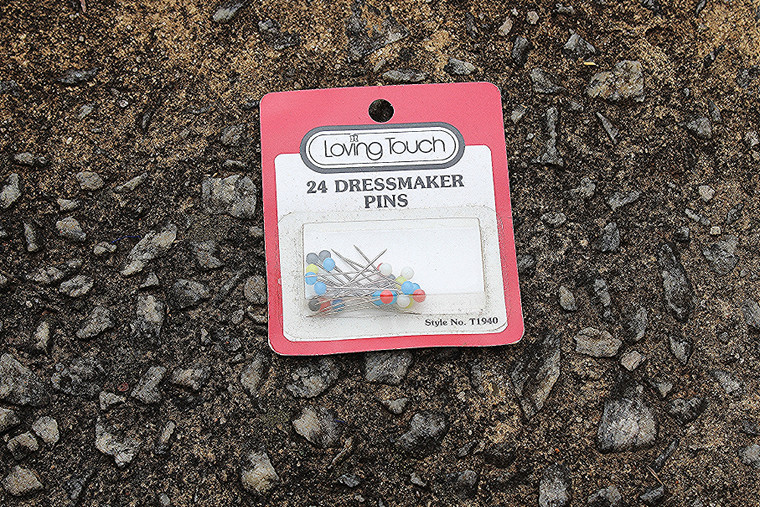 Loving Touch
24 DRESSMAKER
PINS
Style No. T1940